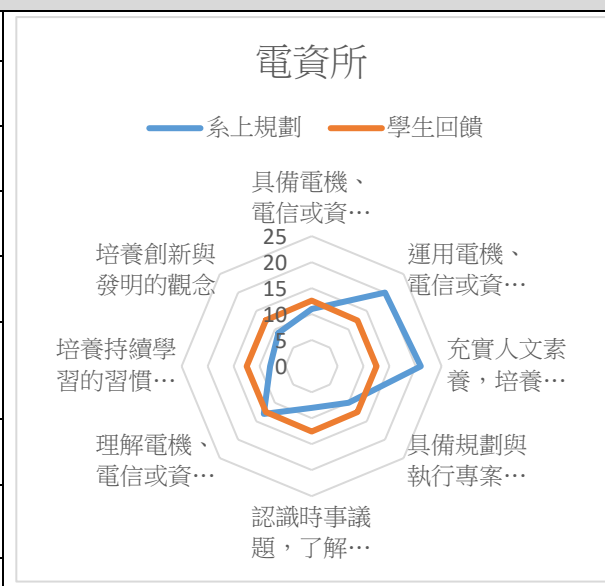 電資所
系上規劃 學生回饋
具備電機、
電信或資…
運用電機、
電信或資…
充實人文素
養，培養…
具備規劃與
執行專案…
認識時事議
題，了解…
理解電機、
電信或資…
培養持續學
習的習慣…
培養創新與
發明的觀念
25
20
15
10
5
0